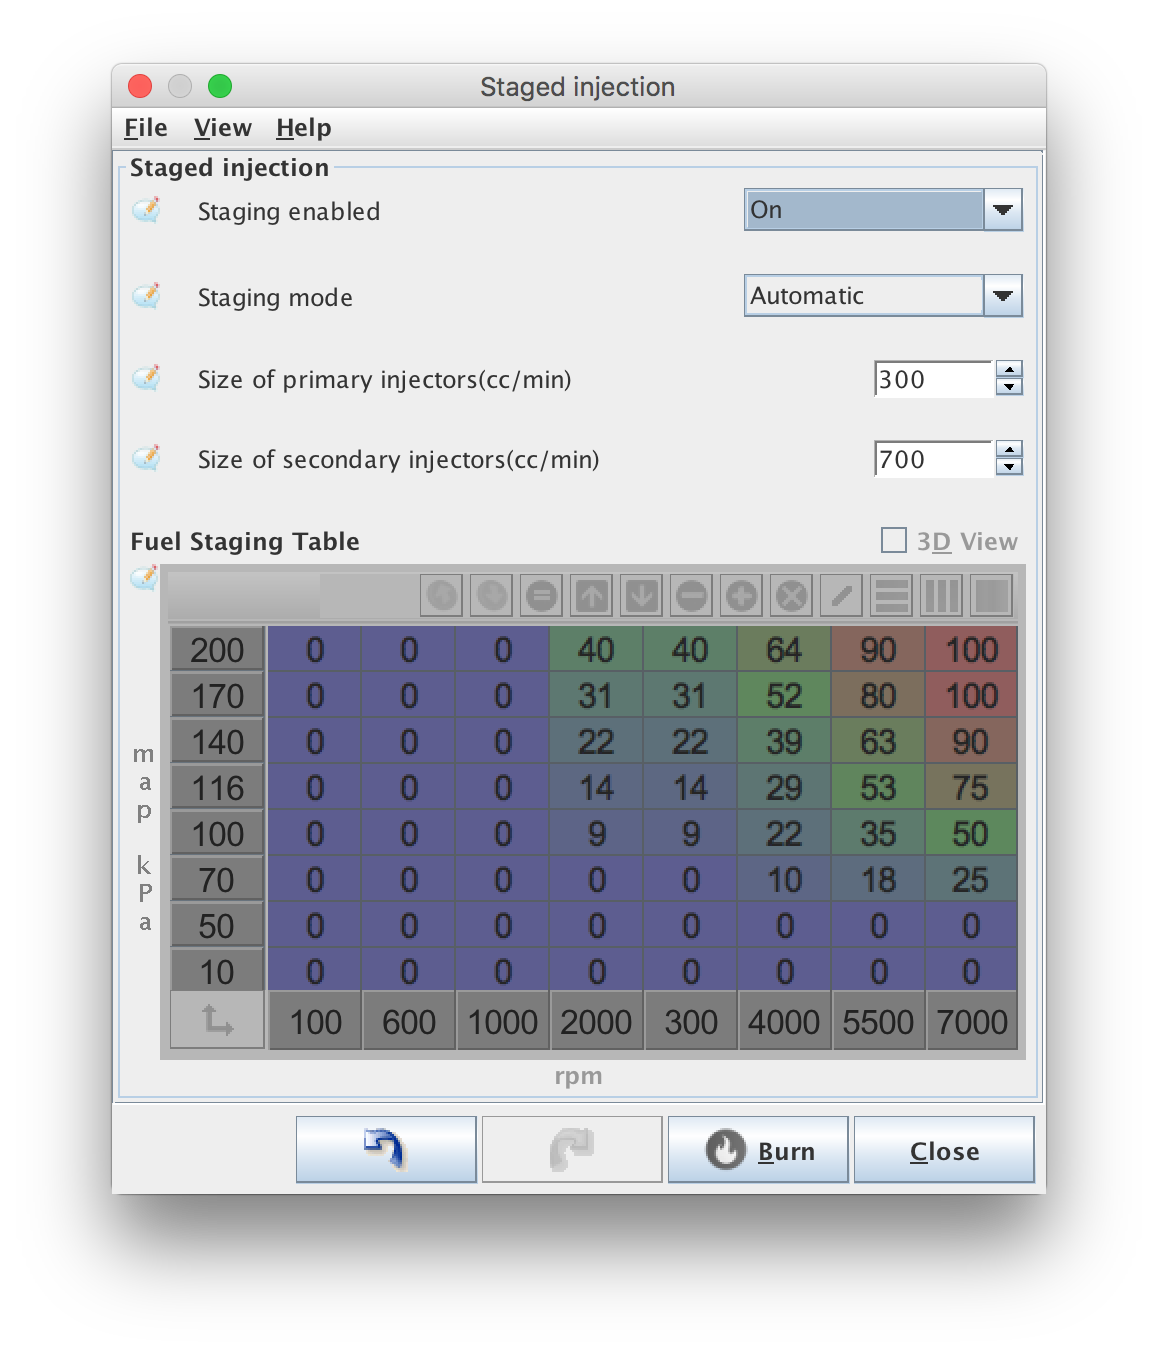 Staged injection
File View Help
Staged injection
Staging enabled On
Staging mode Automatic
Size of primary injectors(cc/min) 300
Size of secondary injectors(cc/min) 700
Fuel Staging Table 3D View
200 0 0 0 40 40 64 90 100
170 0 0 0 31 31 52 80 100
140 0 0 0 22 22 39 63 90
116 0 0 0 14 14 29 53 75
100 0 0 0 9 9 22 35 50
70 0 0 0 0 0 10 18 25
50 0 0 0 0 0 0 0 0
10 0 0 0 0 0 0 0 0
map kPa
100 600 1000 2000 300 4000 5500 7000
rpm
Burn Close